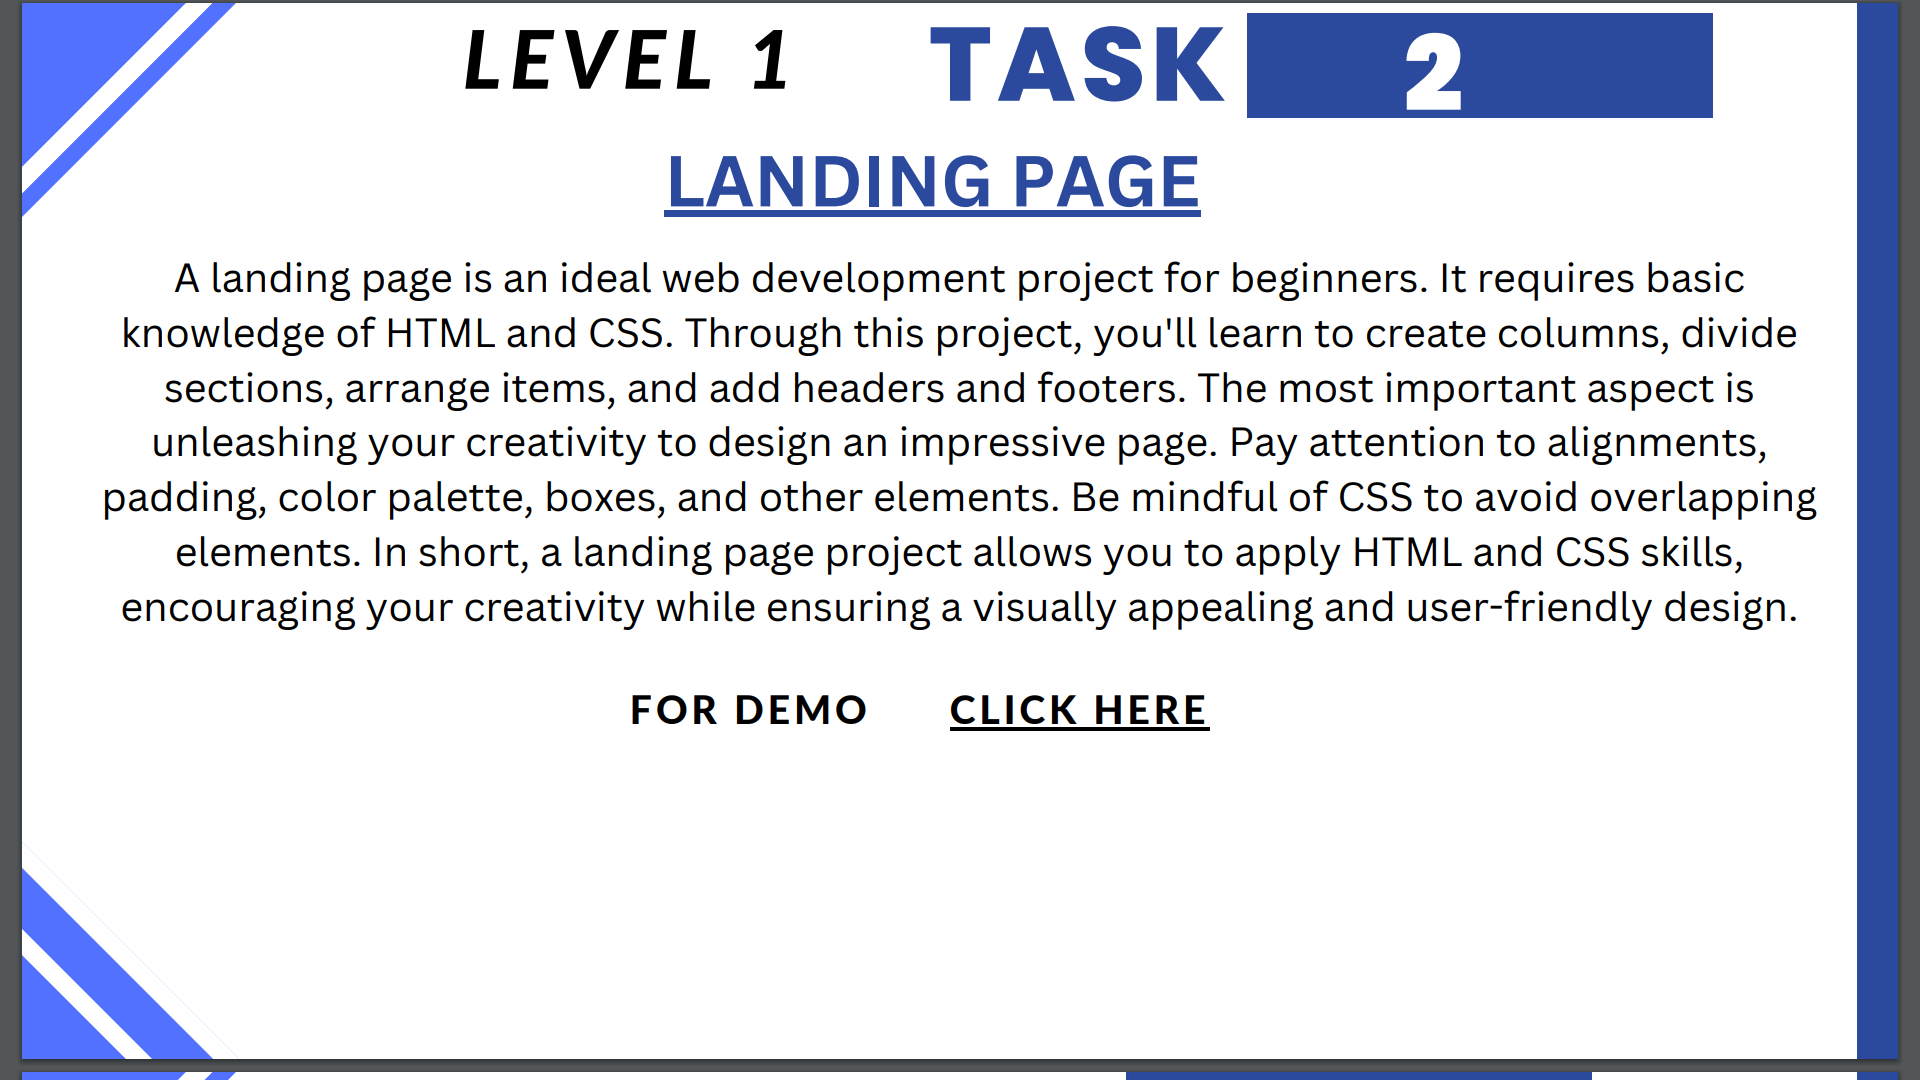 LEVEL 1 TASK 2
LANDING PAGE
A landing page is an ideal web development project for beginners. It requires basic
knowledge of HTML and CSS. Through this project, you'll learn to create columns, divide
sections, arrange items, and add headers and footers. The most important aspect is
unleashing your creativity to design an impressive page. Pay attention to alignments,
padding, color palette, boxes, and other elements. Be mindful of CSS to avoid overlapping
elements. In short, a landing page project allows you to apply HTML and CSS skills,
encouraging your creativity while ensuring a visually appealing and user-friendly design.
FOR DEMO CLICK HERE